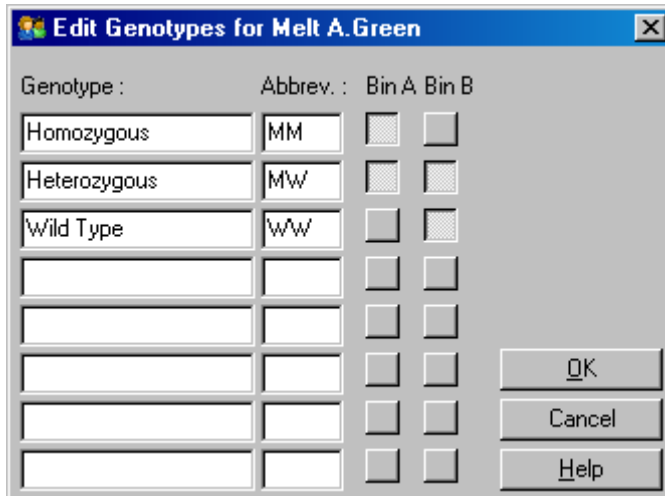 Edit Genotypes for Melt A.Green
Genotype : Abbrev. : Bin A Bin B
Homozygous MM
Heterozygous MW
Wild Type WW
OK
Cancel
Help